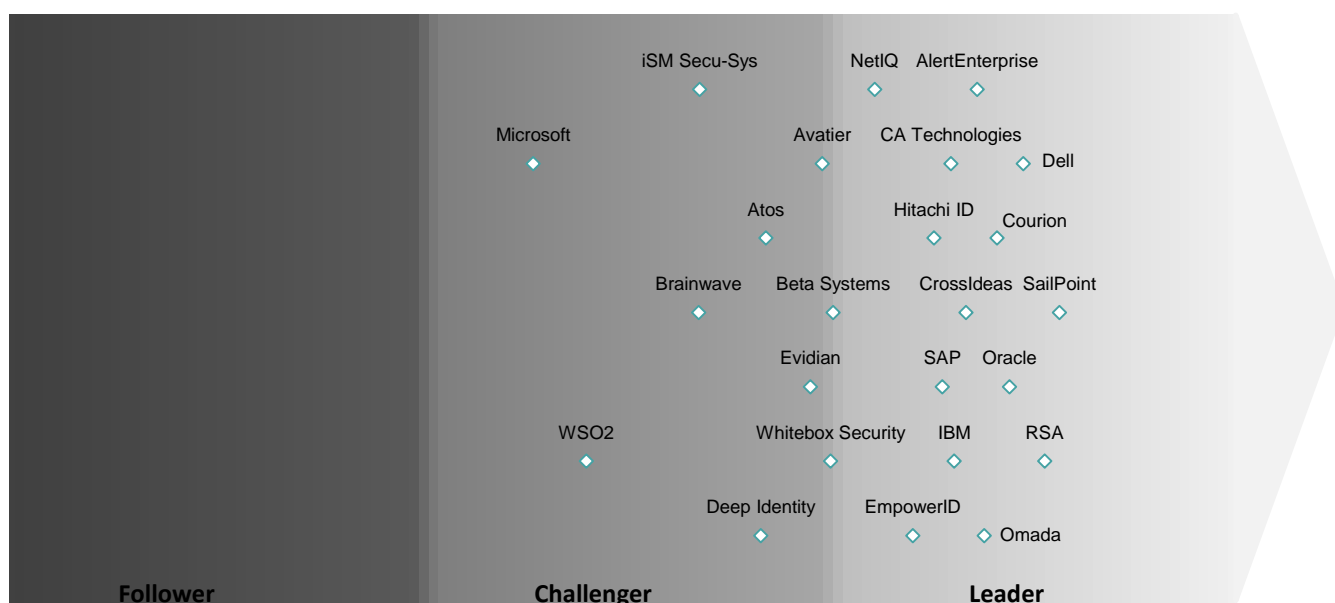 iSM Secu-Sys NetIQ AlertEnterprise
Microsoft Avatier CA Technologies Dell
Atos Hitachi ID Courion
Brainwave Beta Systems CrossIdeas SailPoint
Evidian SAP Oracle
WSO2 Whitebox Security IBM RSA
Deep Identity EmpowerID Omada
Follower Challenger Leader